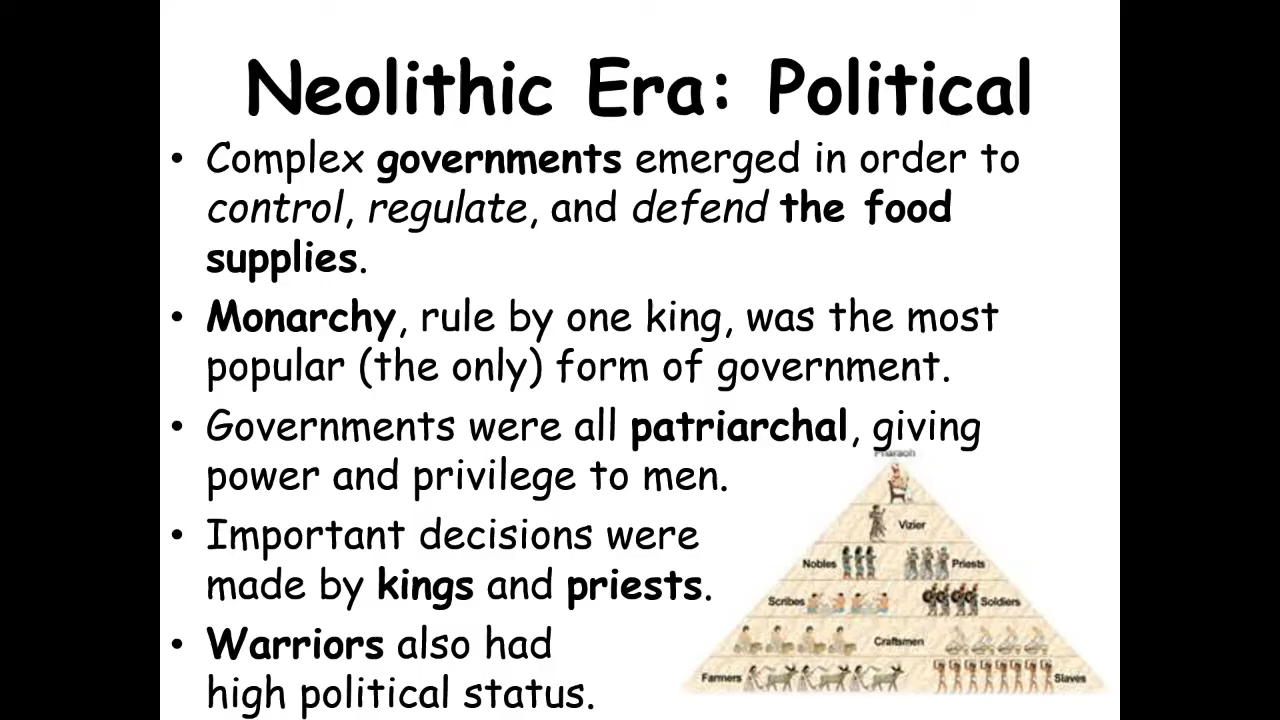 Neolithic Era: Political
• Complex governments emerged in order to
control, regulate, and defend the food
supplies.
• Monarchy, rule by one king, was the most
popular (the only) form of government.
• Governments were all patriarchal, giving
power and privilege to men.
• Important decisions were
made by kings and priests.
• Warriors also had
high political status.
Pharaoh
Vizier
Nobles Priests
Scribes Soldiers
Craftsmen
Farmers Slaves